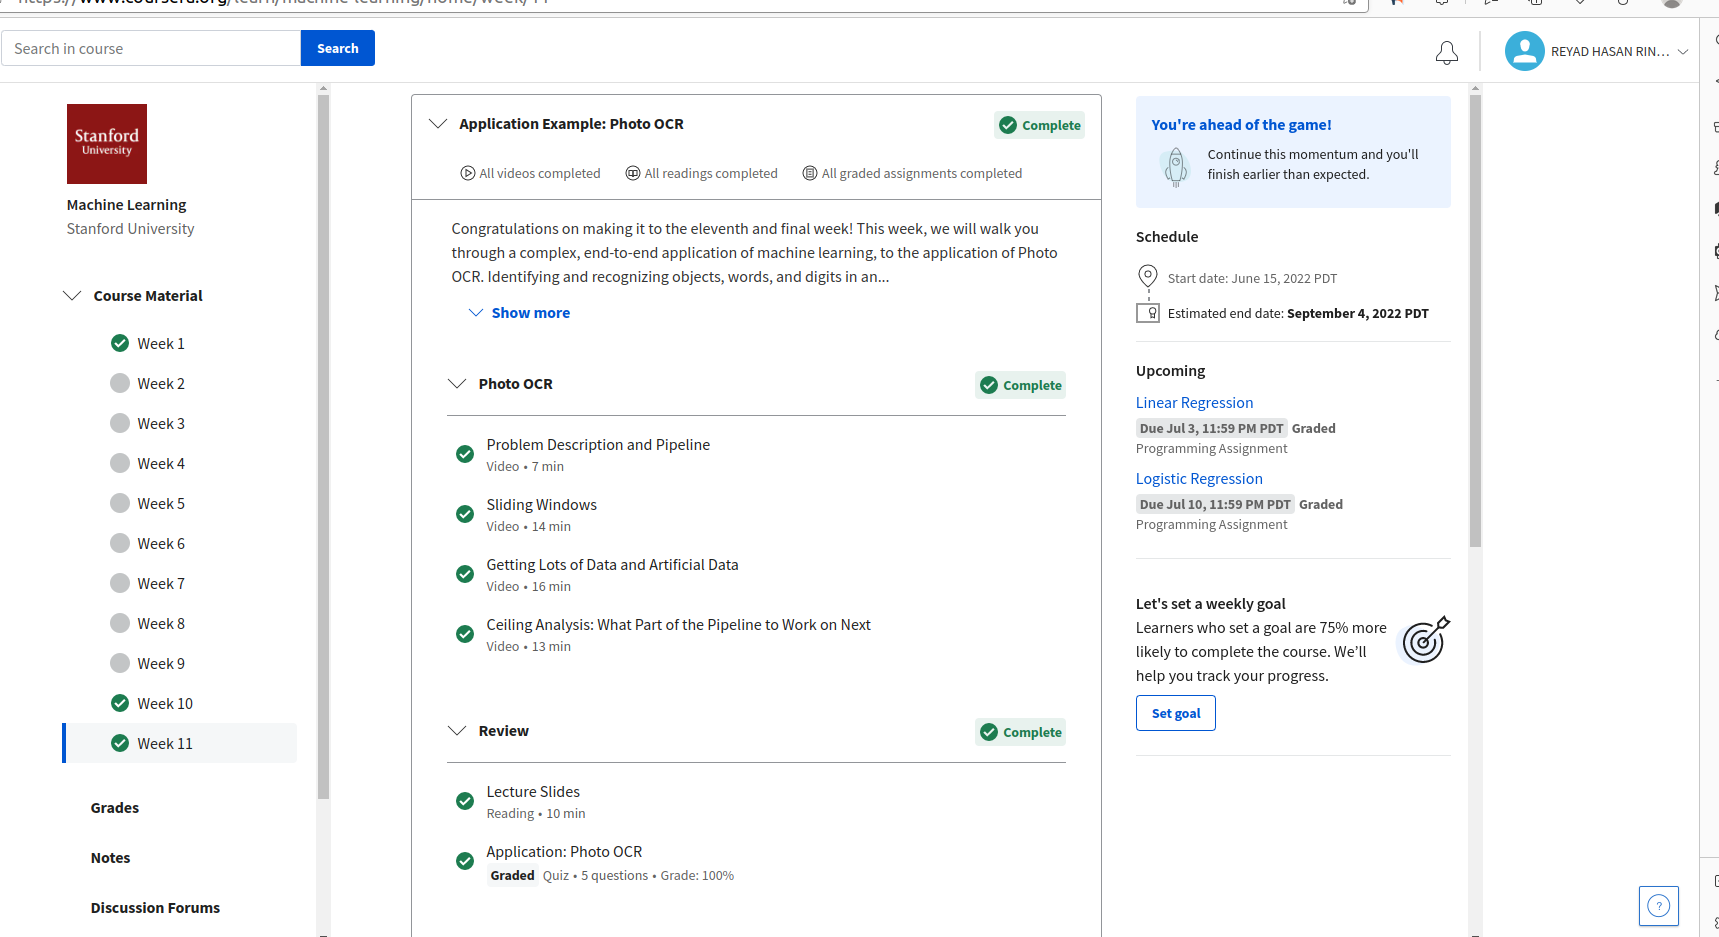 Search in course
Search
REYAD HASAN RIN...
Stanford
University
Machine Learning
Stanford University
Course Material
Week 1
Week 2
Week 3
Week 4
Week 5
Week 6
Week 7
Week 8
Week 9
Week 10
Week 11
Grades
Notes
Discussion Forums
Application Example: Photo OCR
Complete
All videos completed
All readings completed
All graded assignments completed
Congratulations on making it to the eleventh and final week! This week, we will walk you
through a complex, end-to-end application of machine learning, to the application of Photo
OCR. Identifying and recognizing objects, words, and digits in an...
Show more
Photo OCR
Complete
Problem Description and Pipeline
Video • 7 min
Sliding Windows
Video • 14 min
Getting Lots of Data and Artificial Data
Video • 16 min
Ceiling Analysis: What Part of the Pipeline to Work on Next
Video • 13 min
Review
Complete
Lecture Slides
Reading • 10 min
Application: Photo OCR
Graded Quiz • 5 questions • Grade: 100%
You're ahead of the game!
Continue this momentum and you'll
finish earlier than expected.
Schedule
Start date: June 15, 2022 PDT
Estimated end date: September 4, 2022 PDT
Upcoming
Linear Regression
Due Jul 3, 11:59 PM PDT Graded
Programming Assignment
Logistic Regression
Due Jul 10, 11:59 PM PDT Graded
Programming Assignment
Let's set a weekly goal
Learners who set a goal are 75% more
likely to complete the course. We'll
help you track your progress.
Set goal
?